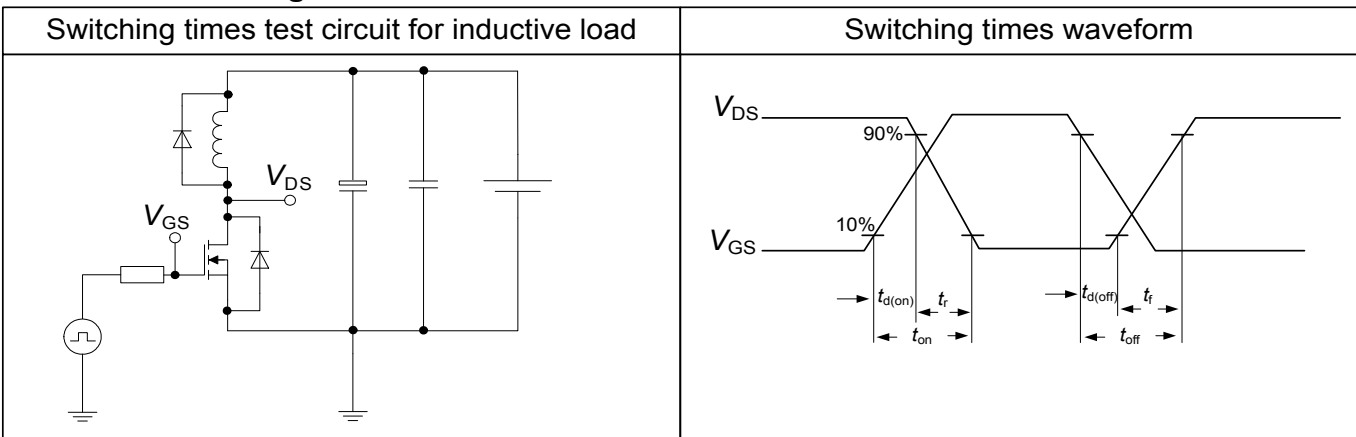 Switching times test circuit for inductive load
Switching times waveform
VDS
VGS
VDS
90%
10%
VGS
td(on)
tr
td(off)
tf
ton
toff